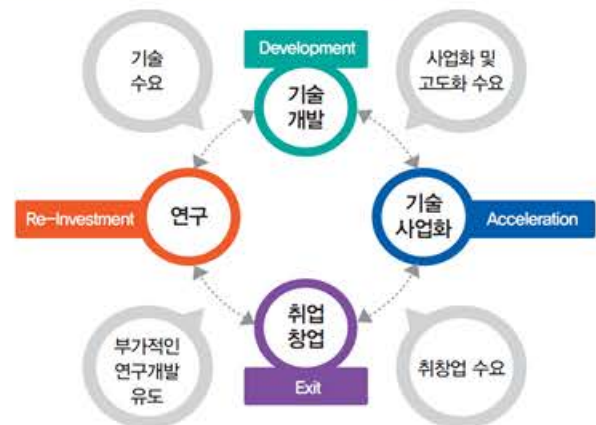 Development
기술
수요
기술
개발
사업화 및
고도화 수요
Re-Investment
연구
기술
사업화
Acceleration
부가적인
연구개발
유도
취업
창업
Exit
취창업 수요